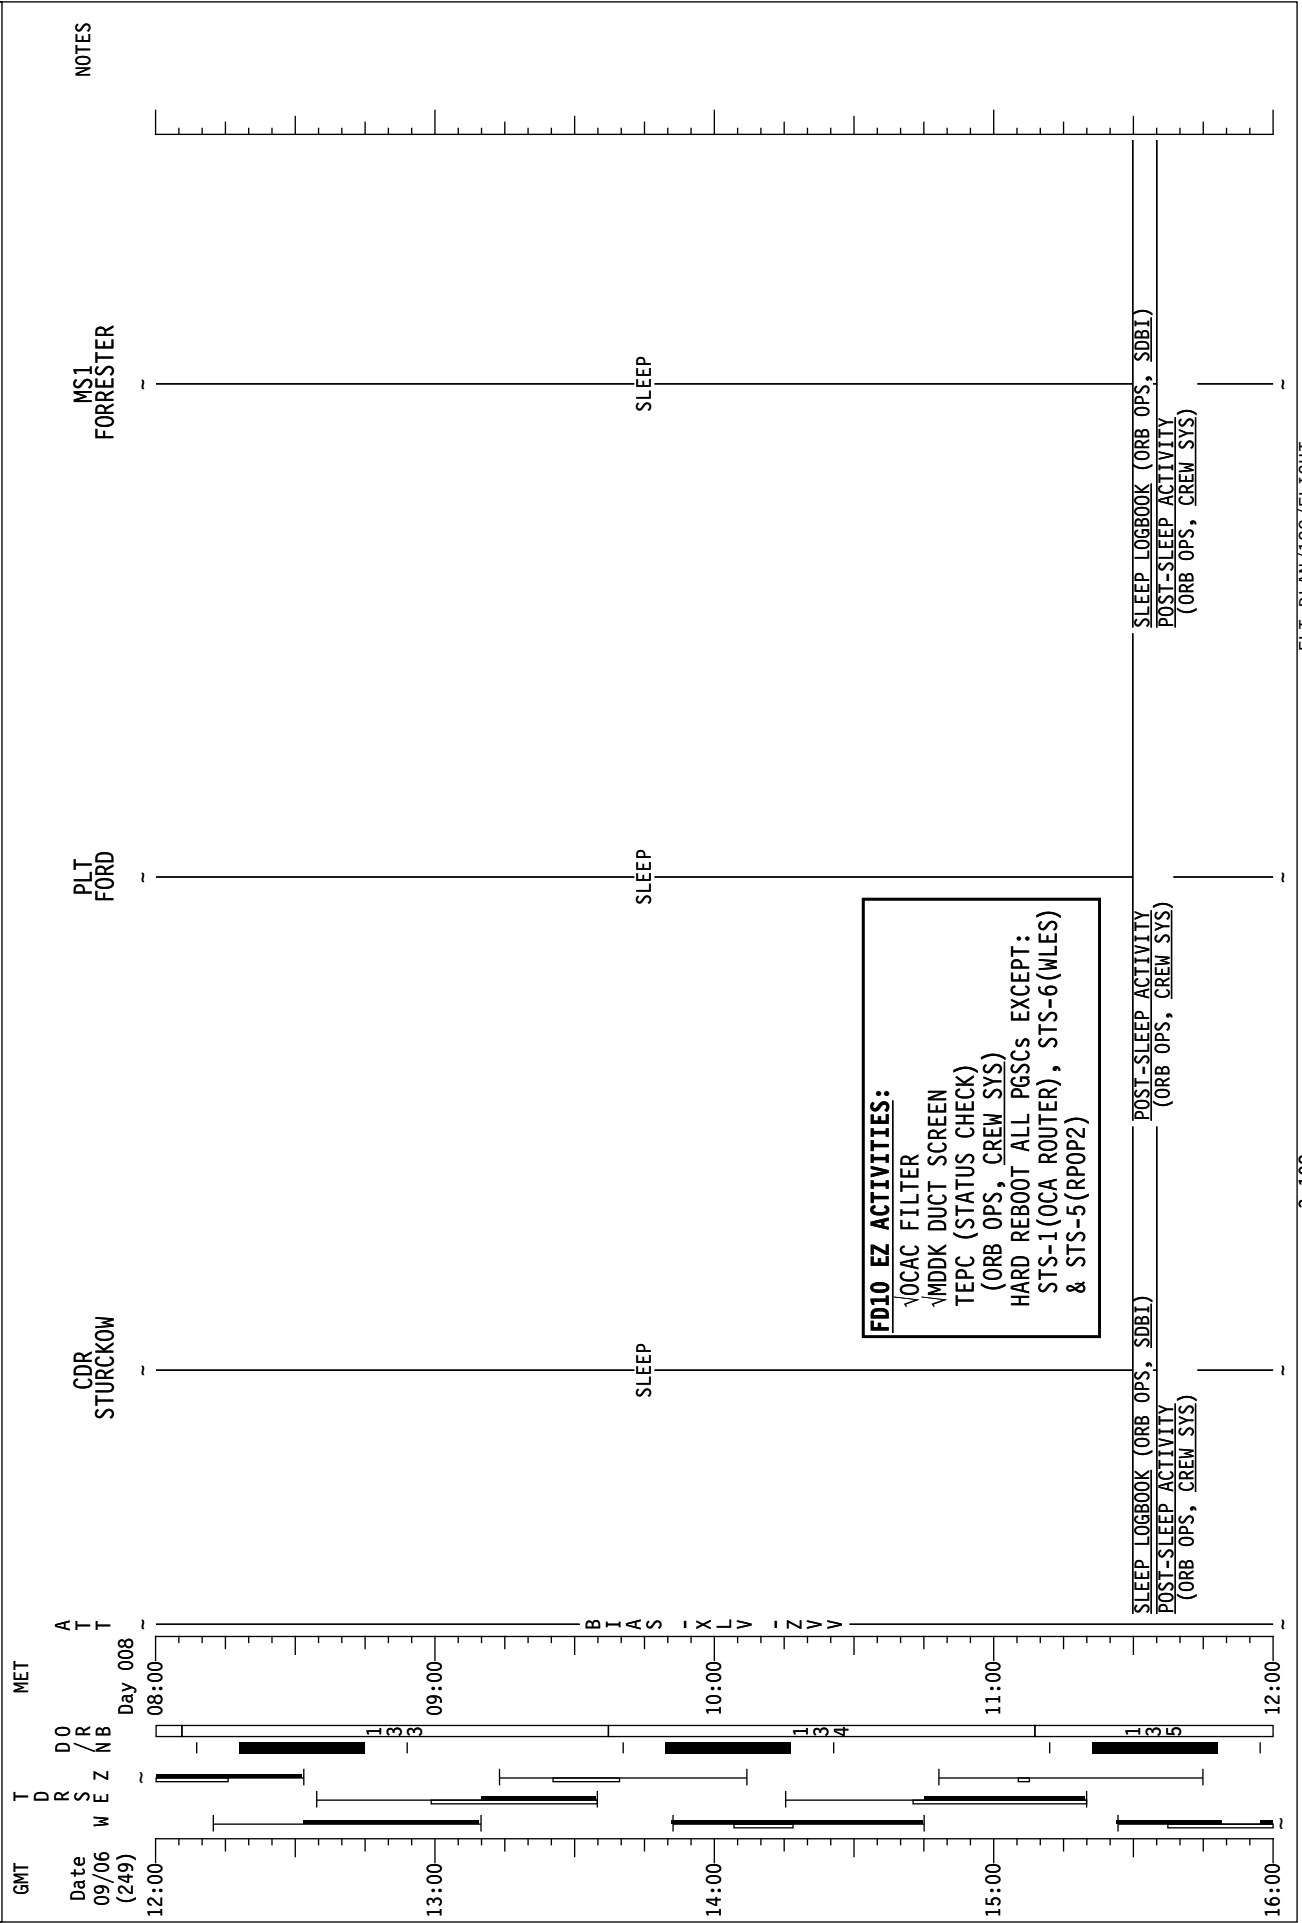 GMT
MET
NOTES
Date
09/06
(249)
T
D
R
S
W E Z
D O
/ R
N B
Day 008
A
T
T
CDR
STURCKOW
PLT
FORD
MS1
FORRESTER
12:00
08:00
~
~
~
~
~
133
13:00
09:00
BIAS -XLV -ZVV
SLEEP
SLEEP
SLEEP
14:00
10:00
134
FD10 EZ ACTIVITIES:
√OCAC FILTER
√MDDK DUCT SCREEN
TEPC (STATUS CHECK)
(ORB OPS, CREW SYS)
HARD REBOOT ALL PGSCs EXCEPT:
STS-1(OCA ROUTER), STS-6(WLES)
& STS-5(RPOP2)
15:00
11:00
135
SLEEP LOGBOOK (ORB OPS, SDBI)
POST-SLEEP ACTIVITY
(ORB OPS, CREW SYS)
POST-SLEEP ACTIVITY
(ORB OPS, CREW SYS)
SLEEP LOGBOOK (ORB OPS, SDBI)
POST-SLEEP ACTIVITY
(ORB OPS, CREW SYS)
16:00
12:00
~
~
~
~
~